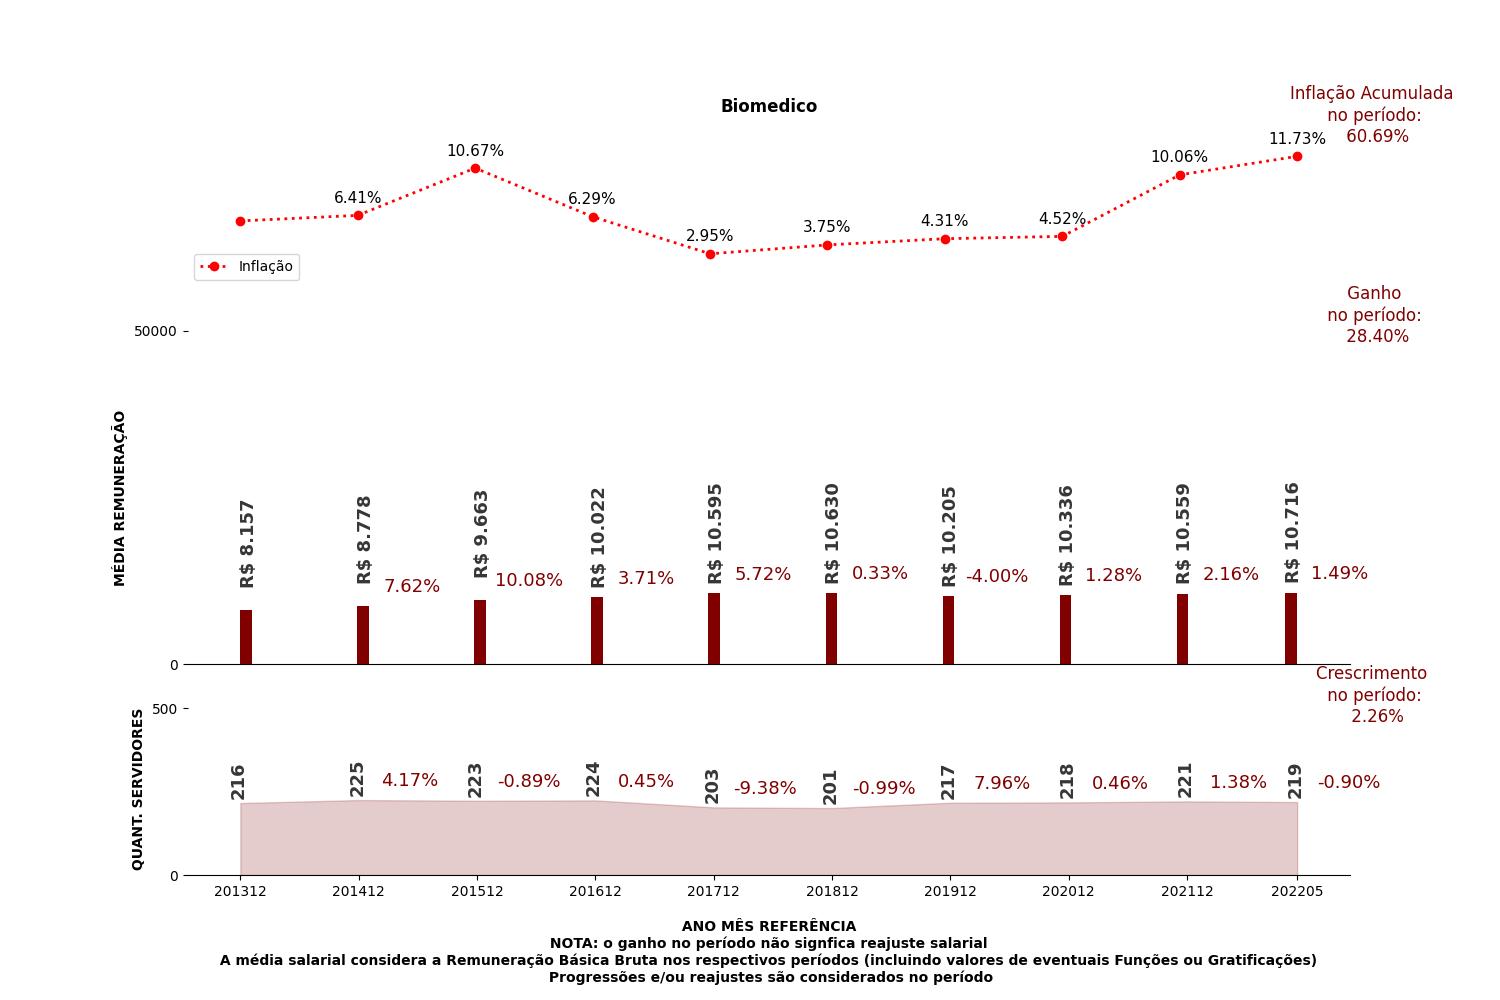 Biomedico
Inflação Acumulada
no período:
60.69%
6.41%
10.67%
6.29%
2.95%
3.75%
4.31%
4.52%
10.06%
11.73%
Inflação
Ganho
no período:
28.40%
MÉDIA REMUNERAÇÃO
50000
0
R$ 8.157
R$ 8.778
7.62%
R$ 9.663
10.08%
R$ 10.022
3.71%
R$ 10.595
5.72%
R$ 10.630
0.33%
R$ 10.205
-4.00%
R$ 10.336
1.28%
R$ 10.559
2.16%
R$ 10.716
1.49%
Crescrimento
no período:
2.26%
QUANT. SERVIDORES
500
0
216
225
4.17%
223
-0.89%
224
0.45%
203
-9.38%
201
-0.99%
217
7.96%
218
0.46%
221
1.38%
219
-0.90%
201312
201412
201512
201612
201712
201812
201912
202012
202112
202205
ANO MÊS REFERÊNCIA
NOTA: o ganho no período não signfica reajuste salarial
A média salarial considera a Remuneração Básica Bruta nos respectivos períodos (incluindo valores de eventuais Funções ou Gratificações)
Progressões e/ou reajustes são considerados no período